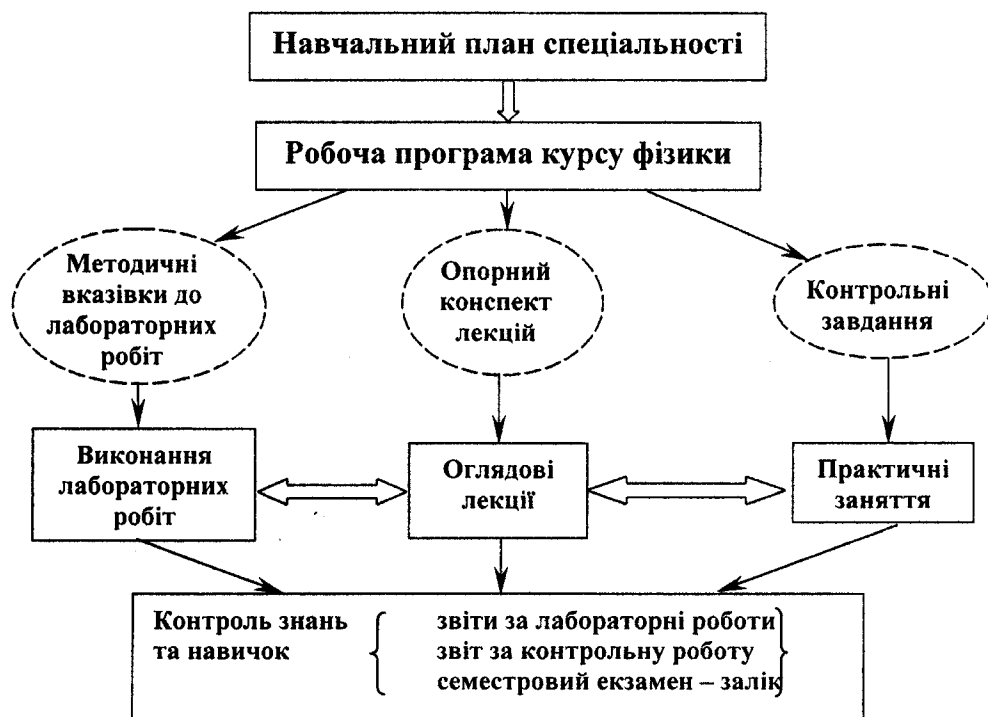 Навчальний план спеціальності
Робоча програма курсу фізики
Методичні
вказівки до
лабораторних
робіт
Опорний
конспект
лекцій
Контрольні
завдання
Виконання
лабораторних
робіт
Оглядові
лекції
Практичні
заняття
Контроль знань
та навичок
звіти за лабораторні роботи
звіт за контрольну роботу
семестровий екзамен – залік